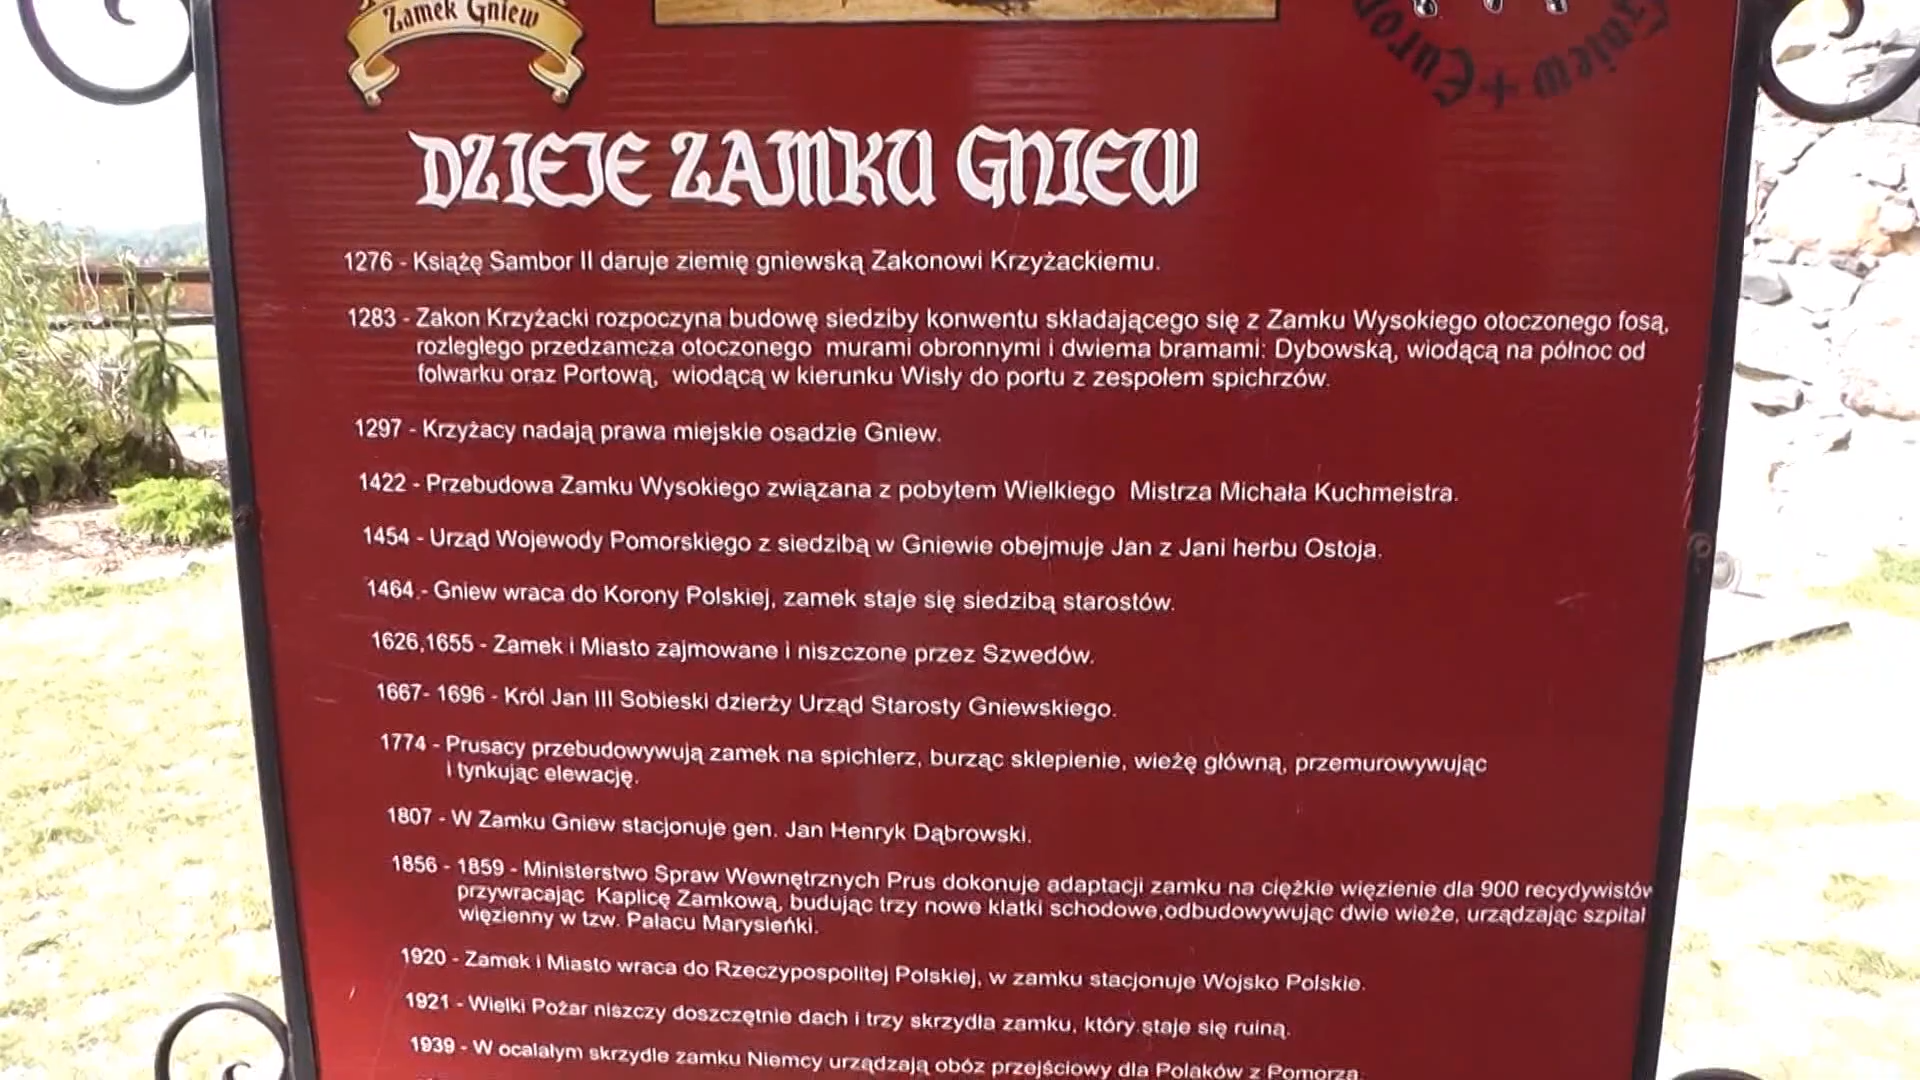 Zamek Gniew
Gniew + Euro
DZIEJE ZAMKU GNIEW
1276 - Książę Sambor II daruje ziemię gniewską Zakonowi Krzyżackiemu.
1283 - Zakon Krzyżacki rozpoczyna budowę siedziby konwentu składającego się z Zamku Wysokiego otoczonego fosą,
rozległego przedzamcza otoczonego murami obronnymi i dwiema bramami: Dybowską, wiodącą na północ od
folwarku oraz Portową, wiodącą w kierunku Wisły do portu z zespołem spichrzów.
1297 - Krzyżacy nadają prawa miejskie osadzie Gniew.
1422 - Przebudowa Zamku Wysokiego związana z pobytem Wielkiego Mistrza Michała Kuchmeistra.
1454 - Urząd Wojewody Pomorskiego z siedzibą w Gniewie obejmuje Jan z Jani herbu Ostoja.
1464 - Gniew wraca do Korony Polskiej, zamek staje się siedzibą starostów.
1626,1655 - Zamek i Miasto zajmowane i niszczone przez Szwedów.
1667- 1696 - Król Jan III Sobieski dzierży Urząd Starosty Gniewskiego.
1774 - Prusacy przebudowywują zamek na spichlerz, burząc sklepienie, wieżę główną, przemurowywując
i tynkując elewację.
1807 - W Zamku Gniew stacjonuje gen. Jan Henryk Dąbrowski.
1856 - 1859 - Ministerstwo Spraw Wewnętrznych Prus dokonuje adaptacji zamku na ciężkie więzienie dla 900 recydywistów
przywracając Kaplicę Zamkową, budując trzy nowe klatki schodowe,odbudowywując dwie wieże, urządzając szpital
więzienny w tzw. Pałacu Marysieńki.
1920 - Zamek i Miasto wraca do Rzeczypospolitej Polskiej, w zamku stacjonuje Wojsko Polskie.
1921 - Wielki Pożar niszczy doszczętnie dach i trzy skrzydła zamku, który staje się ruiną.
1939 - W ocalałym skrzydle zamku Niemcy urządzają obóz przejściowy dla Polaków z Pomorza.